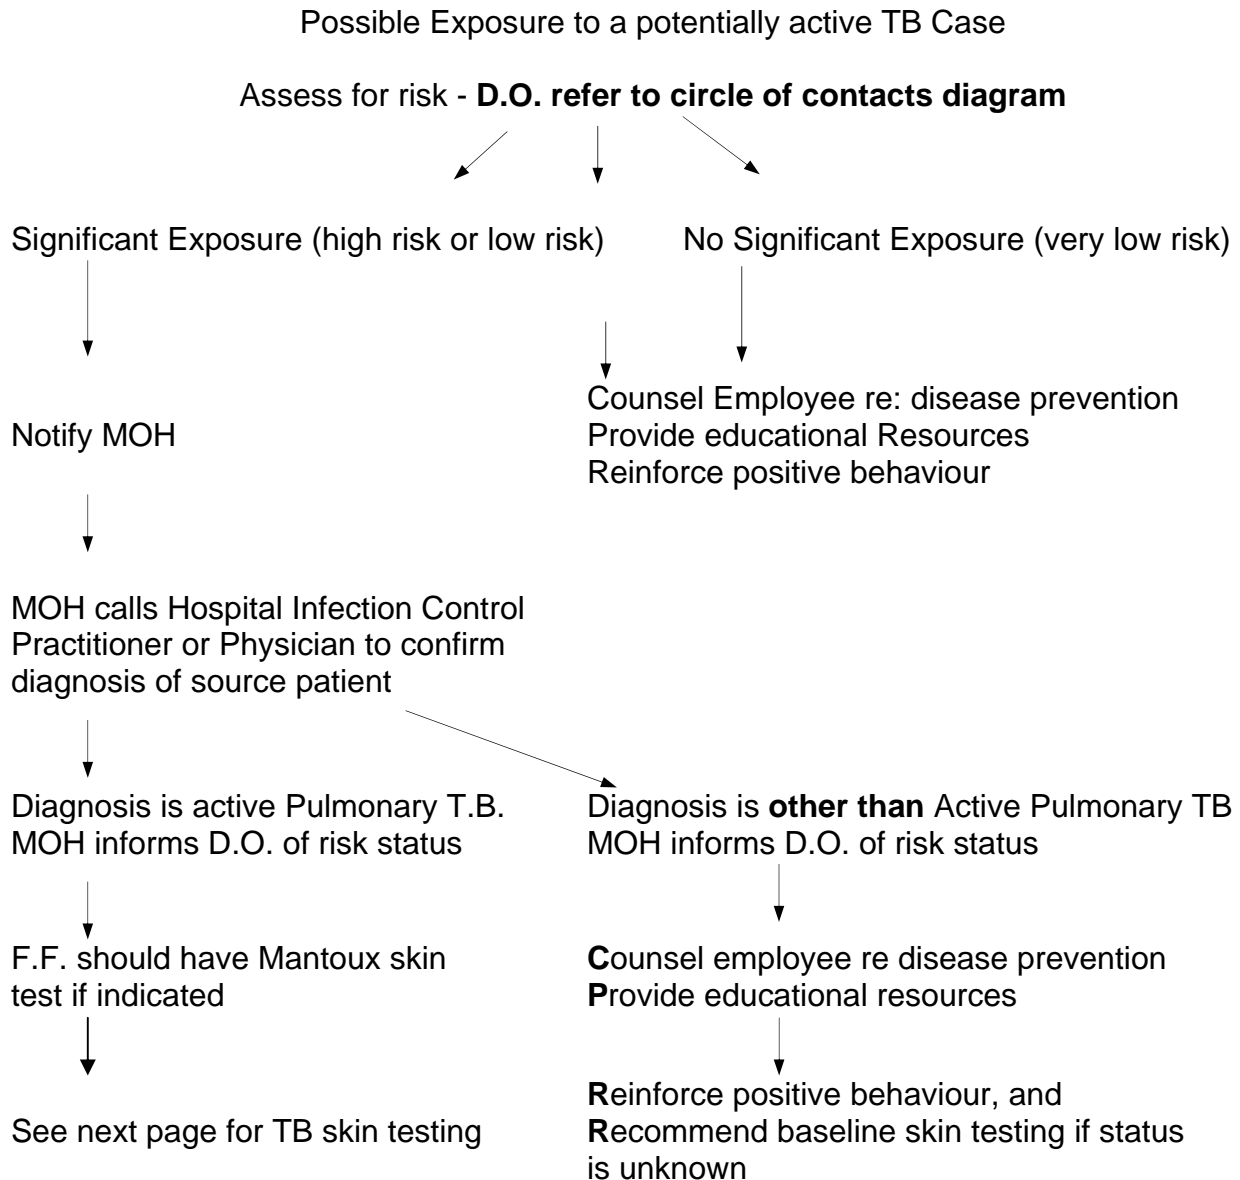 Possible Exposure to a potentially active TB Case
Assess for risk - D.O. refer to circle of contacts diagram
Significant Exposure (high risk or low risk)
No Significant Exposure (very low risk)
Notify MOH
Counsel Employee re: disease prevention
Provide educational Resources
Reinforce positive behaviour
MOH calls Hospital Infection Control
Practitioner or Physician to confirm
diagnosis of source patient
Diagnosis is active Pulmonary T.B.
MOH informs D.O. of risk status
Diagnosis is other than Active Pulmonary TB
MOH informs D.O. of risk status
F.F. should have Mantoux skin
test if indicated
Counsel employee re disease prevention
Provide educational resources
See next page for TB skin testing
Reinforce positive behaviour, and
Recommend baseline skin testing if status
is unknown